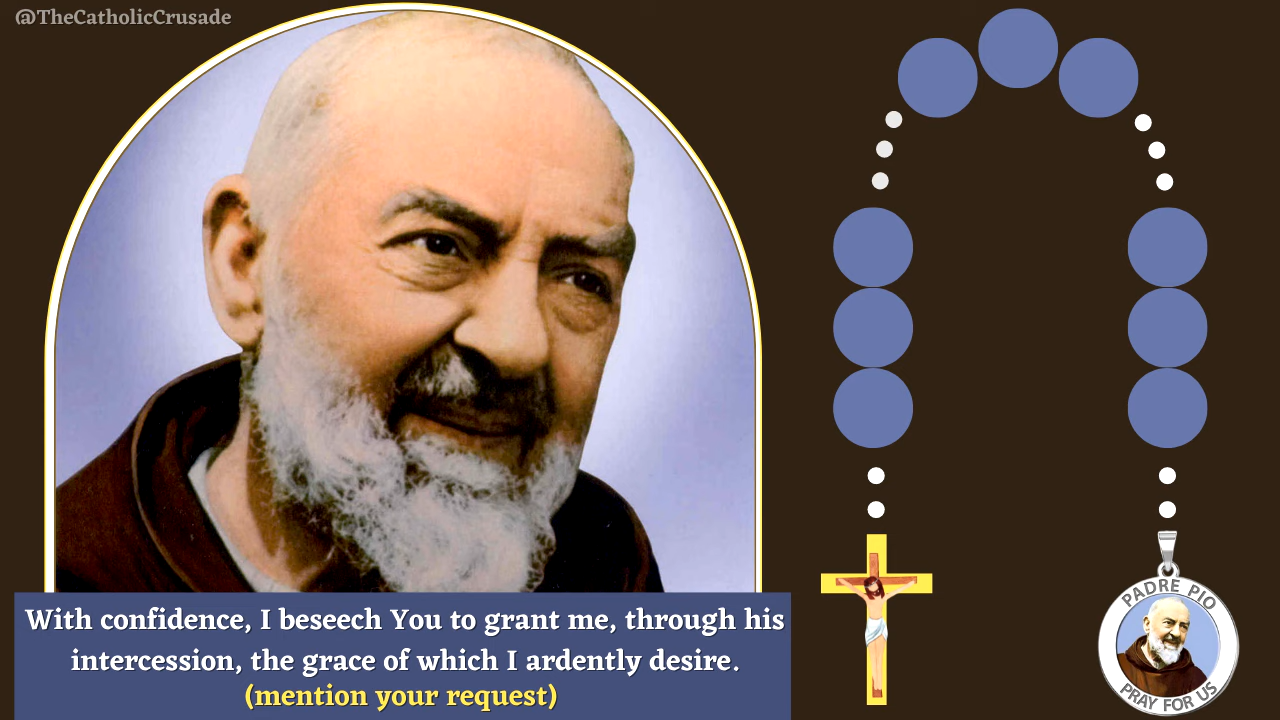 @TheCatholicCrusade
With confidence, I beseech You to grant me, through his
intercession, the grace of which I ardently desire.
(mention your request)
PADRE PIO
PRAY FOR US